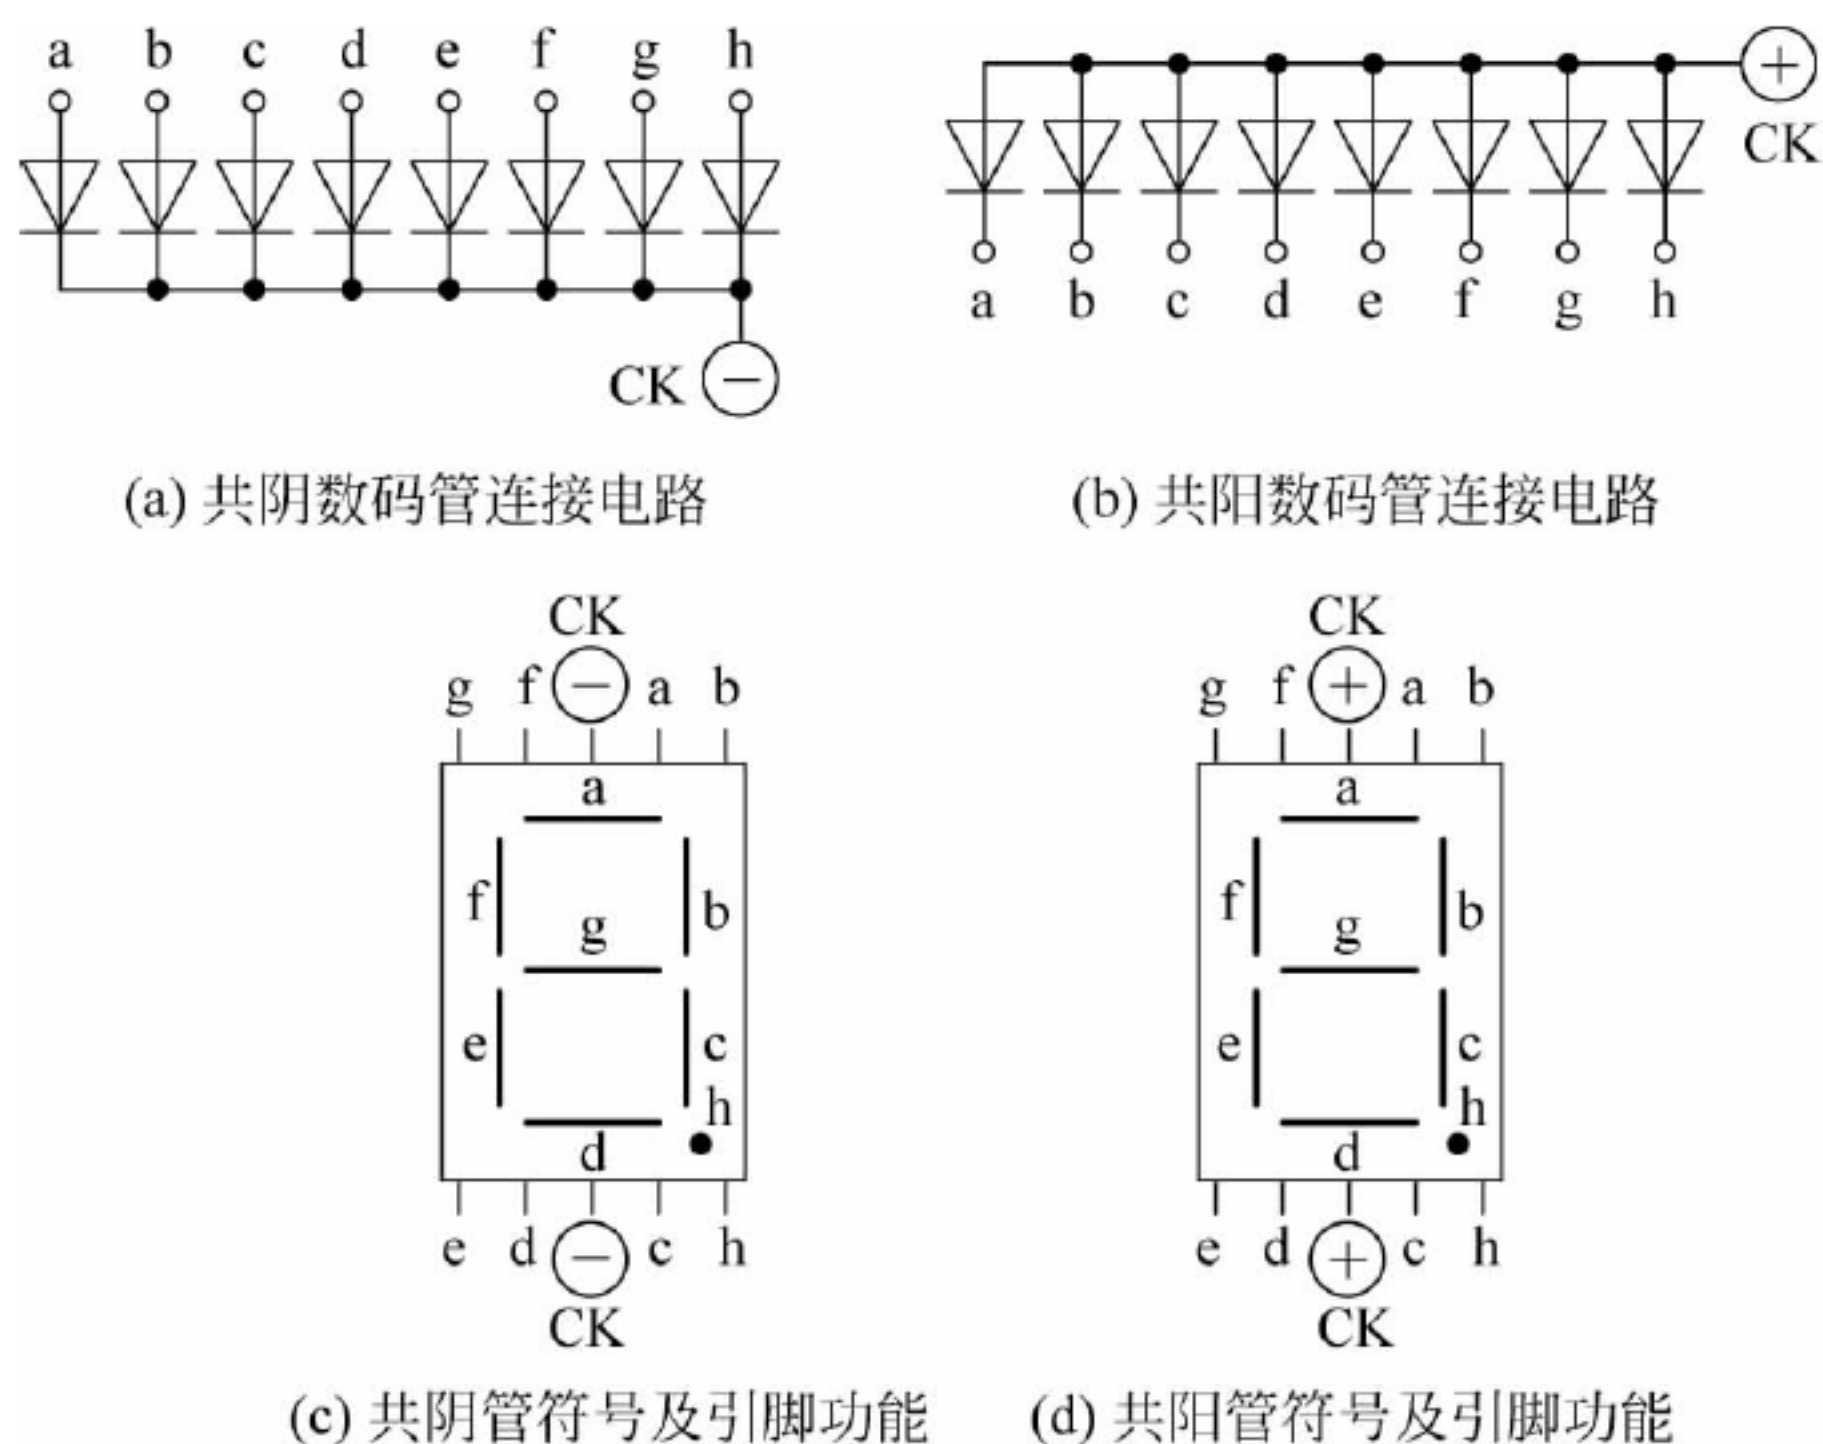 a b c d e f g h
+
CK
a b c d e f g h
CK −
(a) 共阴数码管连接电路
(b) 共阳数码管连接电路
CK
g f − a b
a
f
b
g
e
c
h
d
e d − c h
CK
(c) 共阴管符号及引脚功能
CK
g f + a b
a
f
b
g
e
c
h
d
e d + c h
CK
(d) 共阳管符号及引脚功能